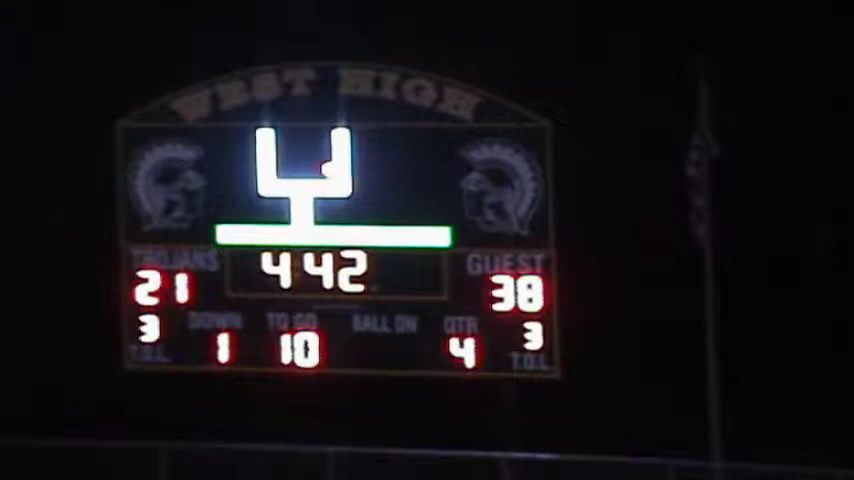 WEST HIGH
TROJANS GUEST
4:42
21 38
3 DOWN TO GO BALL ON QTR 3
T.O.L. 1 10 4 T.O.L.